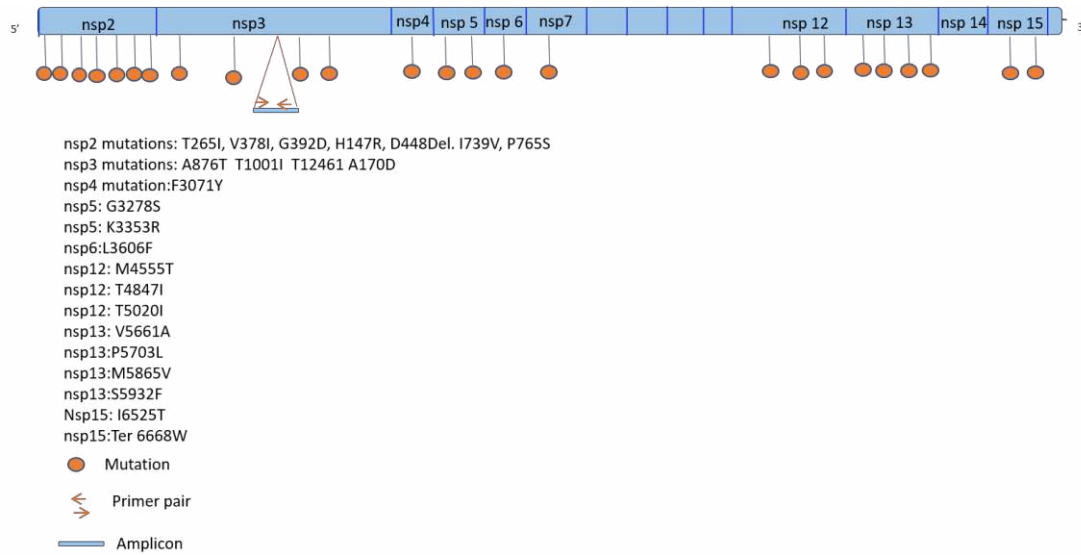 5' nsp2 nsp3 nsp4 nsp 5 nsp 6 nsp7 nsp 12 nsp 13 nsp 14 nsp 15 3
nsp2 mutations: T265I, V378I, G392D, H147R, D448Del. I739V, P765S
nsp3 mutations: A876T T1001I T12461 A170D
nsp4 mutation:F3071Y
nsp5: G3278S
nsp5: K3353R
nsp6:L3606F
nsp12: M4555T
nsp12: T4847I
nsp12: T5020I
nsp13: V5661A
nsp13:P5703L
nsp13:M5865V
nsp13:S5932F
Nsp15: I6525T
nsp15:Ter 6668W
Mutation
Primer pair
Amplicon